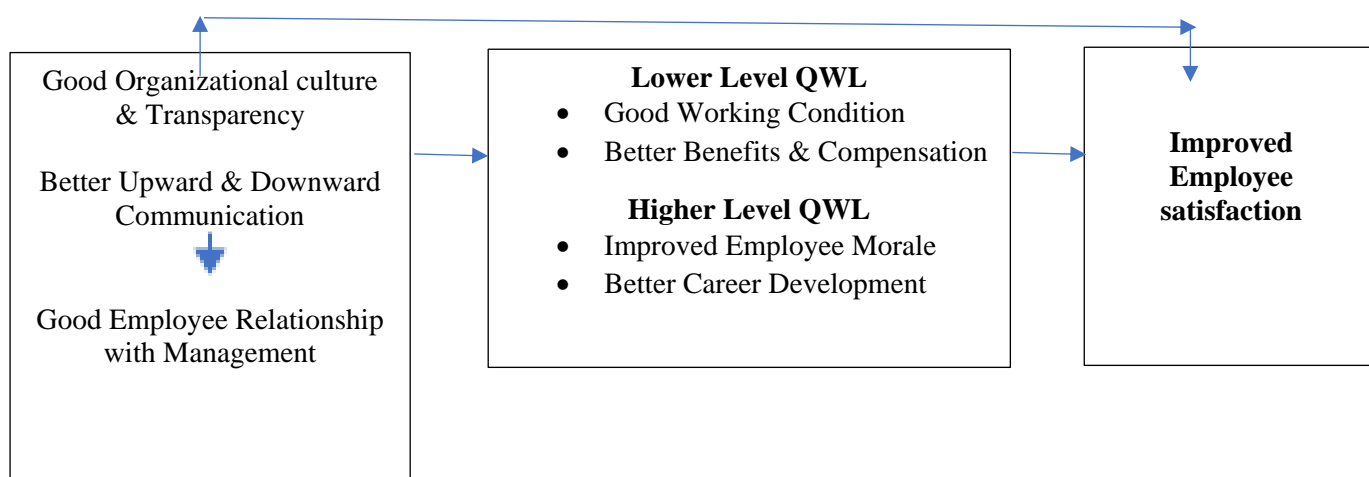 Good Organizational culture
& Transparency
Better Upward & Downward
Communication
Good Employee Relationship
with Management
Lower Level QWL
• Good Working Condition
• Better Benefits & Compensation
Higher Level QWL
• Improved Employee Morale
• Better Career Development
Improved
Employee
satisfaction